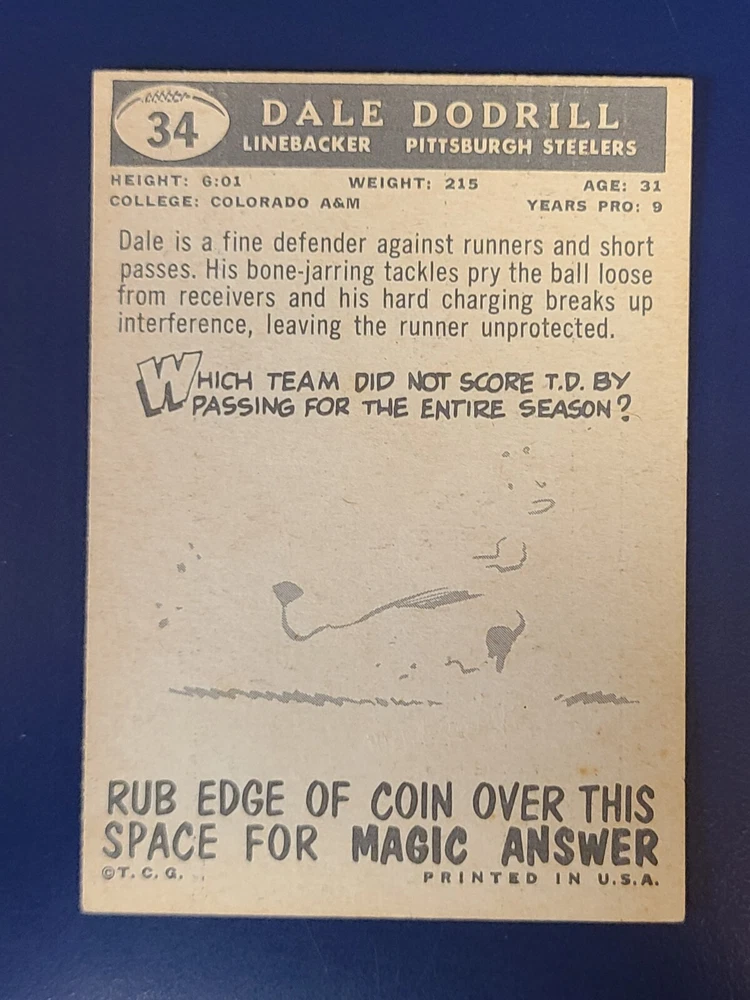 34
DALE DODRILL
LINEBACKER PITTSBURGH STEELERS
HEIGHT: 6:01 WEIGHT: 215 AGE: 31
COLLEGE: COLORADO A&M YEARS PRO: 9
Dale is a fine defender against runners and short
passes. His bone-jarring tackles pry the ball loose
from receivers and his hard charging breaks up
interference, leaving the runner unprotected.
WHICH TEAM DID NOT SCORE T.D. BY
PASSING FOR THE ENTIRE SEASON?
RUB EDGE OF COIN OVER THIS
SPACE FOR MAGIC ANSWER
©T. C. G. PRINTED IN U.S.A.